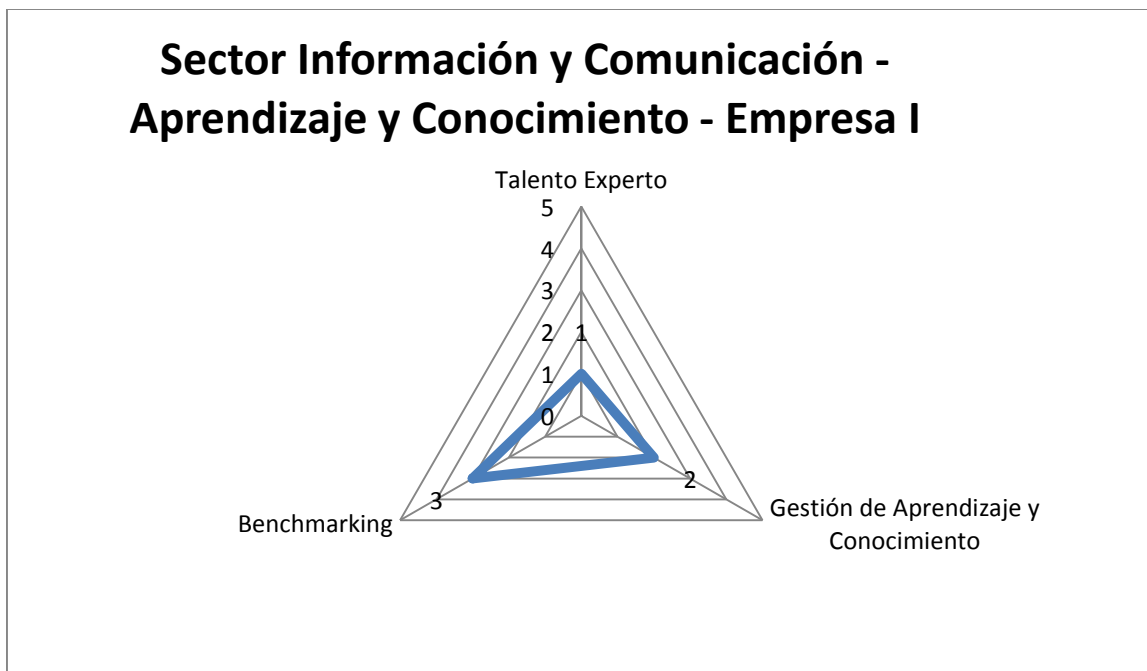 Sector Información y Comunicación -
Aprendizaje y Conocimiento - Empresa I
Talento Experto
5
4
3
2
1
1
0
2
3
Gestión de Aprendizaje y
Conocimiento
Benchmarking